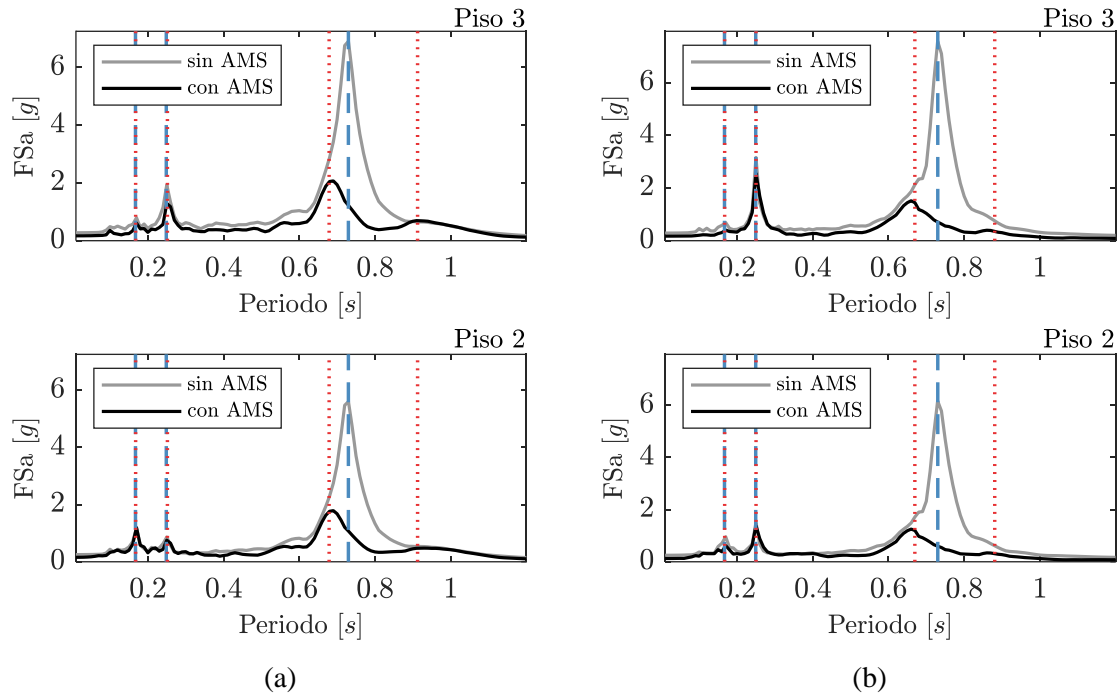 Piso 3
sin AMS
con AMS
FSa [g]
6
4
2
0
0.2 0.4 0.6 0.8 1
Periodo [s]
Piso 3
sin AMS
con AMS
FSa [g]
6
4
2
0
0.2 0.4 0.6 0.8 1
Periodo [s]
Piso 2
sin AMS
con AMS
FSa [g]
6
4
2
0
0.2 0.4 0.6 0.8 1
Periodo [s]
Piso 2
sin AMS
con AMS
FSa [g]
6
4
2
0
0.2 0.4 0.6 0.8 1
Periodo [s]
(a)
(b)